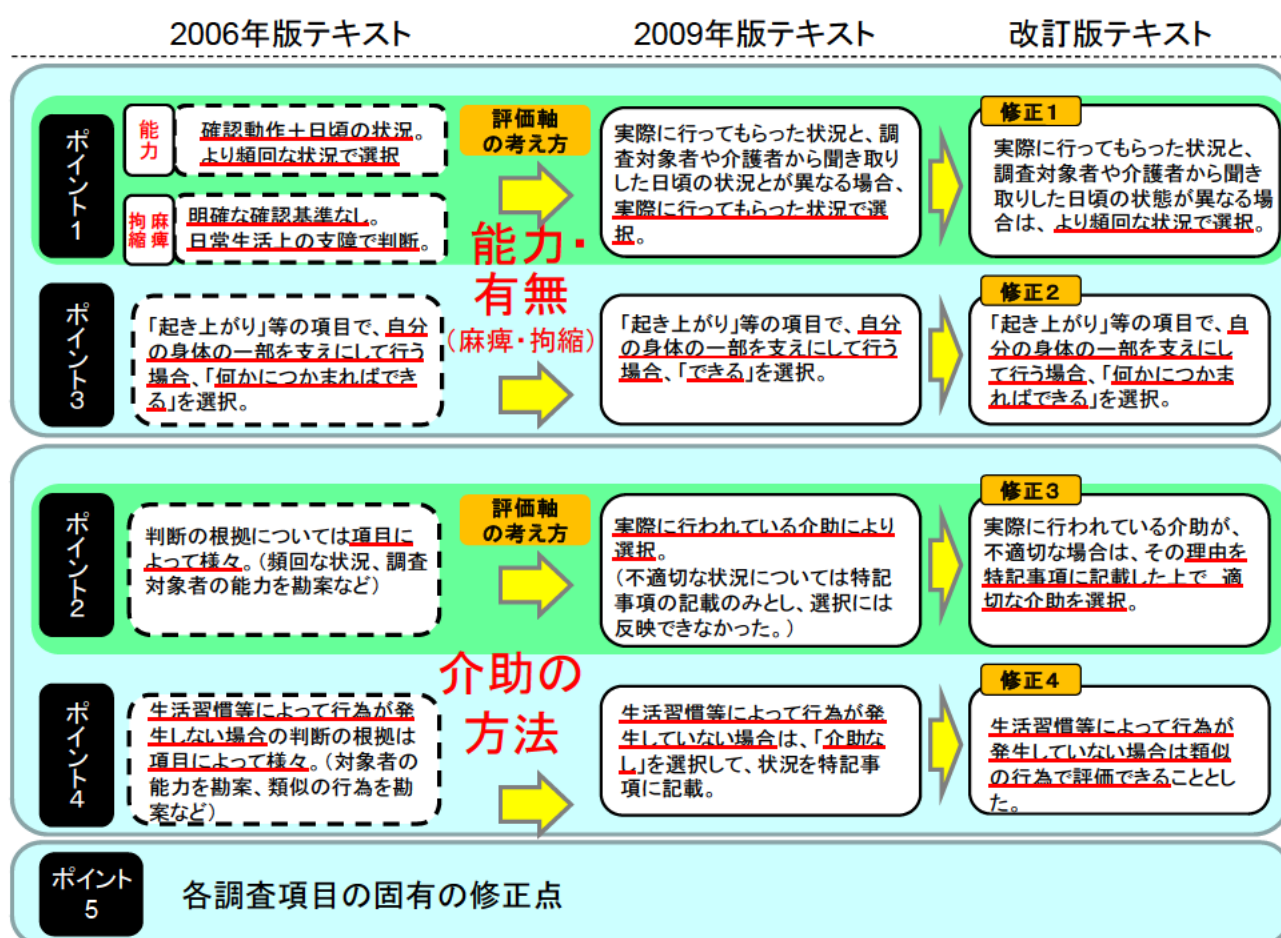 2006年版テキスト
2009年版テキスト
改訂版テキスト
ポイント1
能力
確認動作+日頃の状況。
より頻回な状況で選択
拘縮
麻痺
明確な確認基準なし。
日常生活上の支障で判断。
評価軸
の考え方
実際に行ってもらった状況と、調
査対象者や介護者から聞き取り
した日頃の状況とが異なる場合、
実際に行ってもらった状況で選
択。
修正1
実際に行ってもらった状況と、
調査対象者や介護者から聞き
取りした日頃の状態が異なる場
合は、より頻回な状況で選択。
能力・
有無
(麻痺・拘縮)
ポイント3
「起き上がり」等の項目で、自分
の身体の一部を支えにして行う
場合、「何かにつかまればでき
る」を選択。
「起き上がり」等の項目で、自分
の身体の一部を支えにして行う
場合、「できる」を選択。
修正2
「起き上がり」等の項目で、自
分の身体の一部を支えにし
て行う場合、「何かにつかま
ればできる」を選択。
ポイント2
判断の根拠については項目に
よって様々。(頻回な状況、調査
対象者の能力を勘案など)
評価軸
の考え方
実際に行われている介助により
選択。
(不適切な状況については特記
事項の記載のみとし、選択には
反映できなかった。)
修正3
実際に行われている介助が、
不適切な場合は、その理由を
特記事項に記載した上で 適
切な介助を選択。
介助の
方法
ポイント4
生活習慣等によって行為が発
生しない場合の判断の根拠は
項目によって様々。(対象者の
能力を勘案、類似の行為を勘
案など)
生活習慣等によって行為が発
生していない場合は、「介助な
し」を選択して、状況を特記事
項に記載。
修正4
生活習慣等によって行為が
発生していない場合は類似
の行為で評価できることとし
た。
ポイント
5
各調査項目の固有の修正点